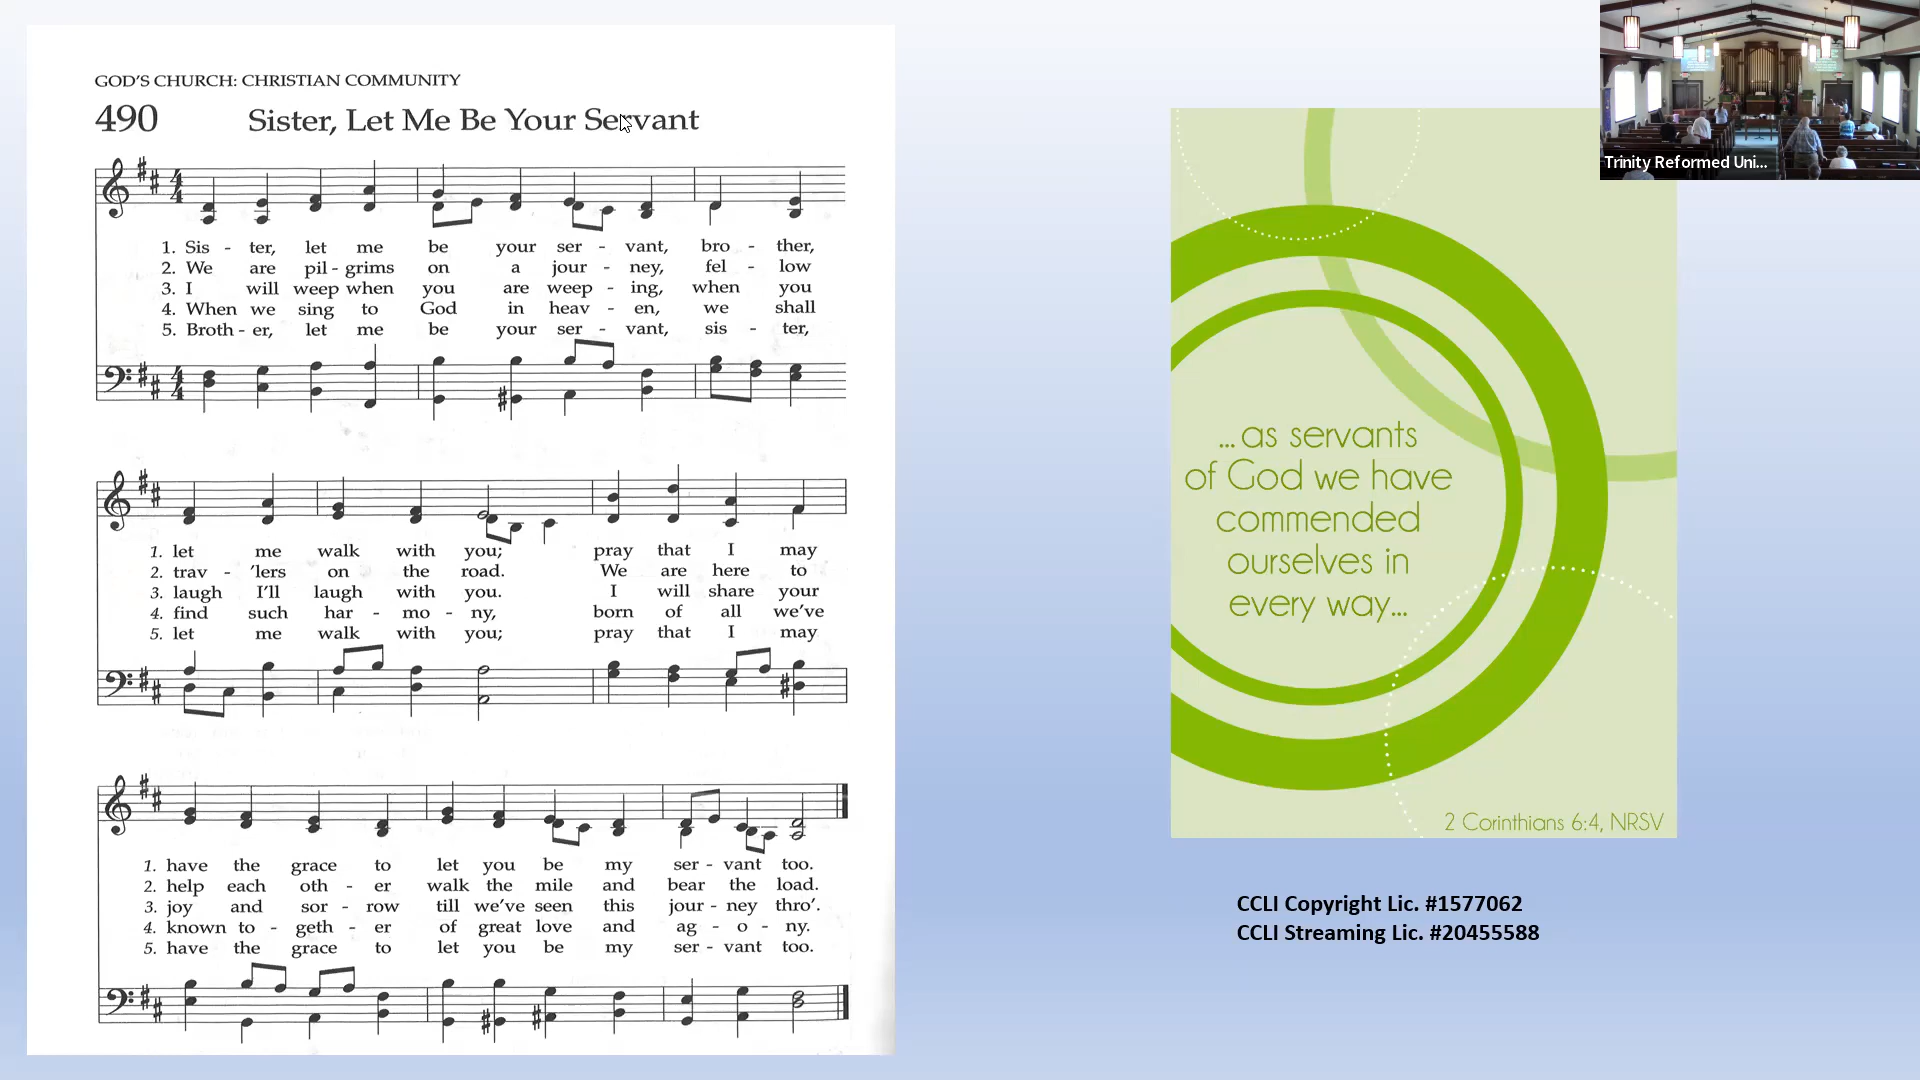 GOD'S CHURCH: CHRISTIAN COMMUNITY
490 Sister, Let Me Be Your Servant
1. Sis - ter, let me be your ser - vant, bro - ther,
2. We are pil - grims on a jour - ney, fel - low
3. I will weep when you are weep - ing, when you
4. When we sing to God in heav - en, we shall
5. Broth - er, let me be your ser - vant, sis - ter,
1. let me walk with you; pray that I may
2. trav - 'lers on the road. We are here to
3. laugh I'll laugh with you. I will share your
4. find such har - mo - ny, born of all we've
5. let me walk with you; pray that I may
1. have the grace to let you be my ser - vant too.
2. help each oth - er walk the mile and bear the load.
3. joy and sor - row till we've seen this jour - ney thro'.
4. known to - geth - er of great love and ag - o - ny.
5. have the grace to let you be my ser - vant too.
... as servants
of God we have
commended
ourselves in
every way...
2 Corinthians 6:4, NRSV
CCLI Copyright Lic. #1577062
CCLI Streaming Lic. #20455588
Trinity Reformed Uni...